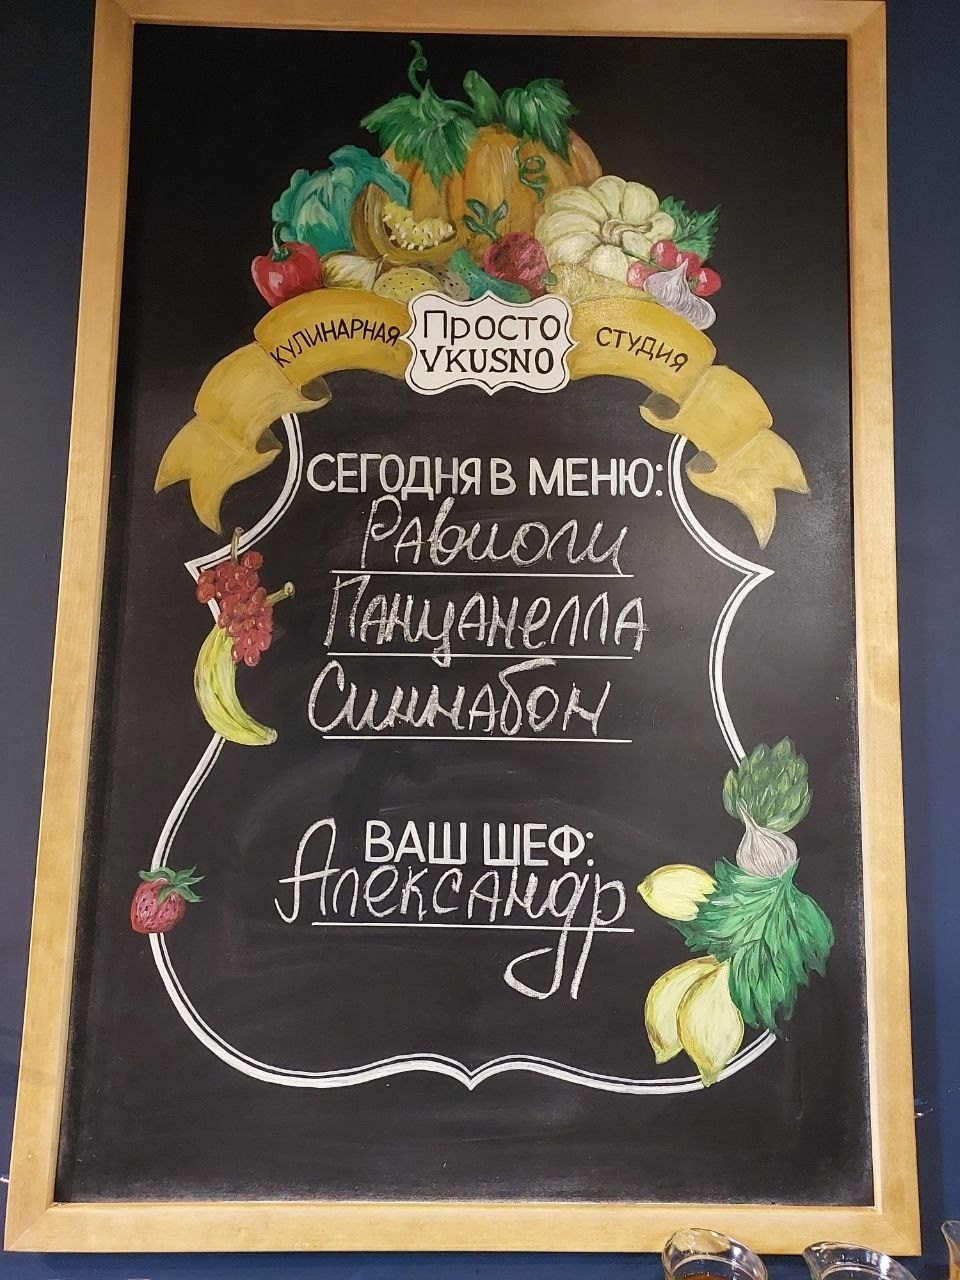 КУЛИНАРНАЯ
Просто
VKUSNO
СТУДИЯ
СЕГОДНЯ В МЕНЮ:
Равиоли
Панцанелла
Синнабон
ВАШ ШЕФ:
Александр